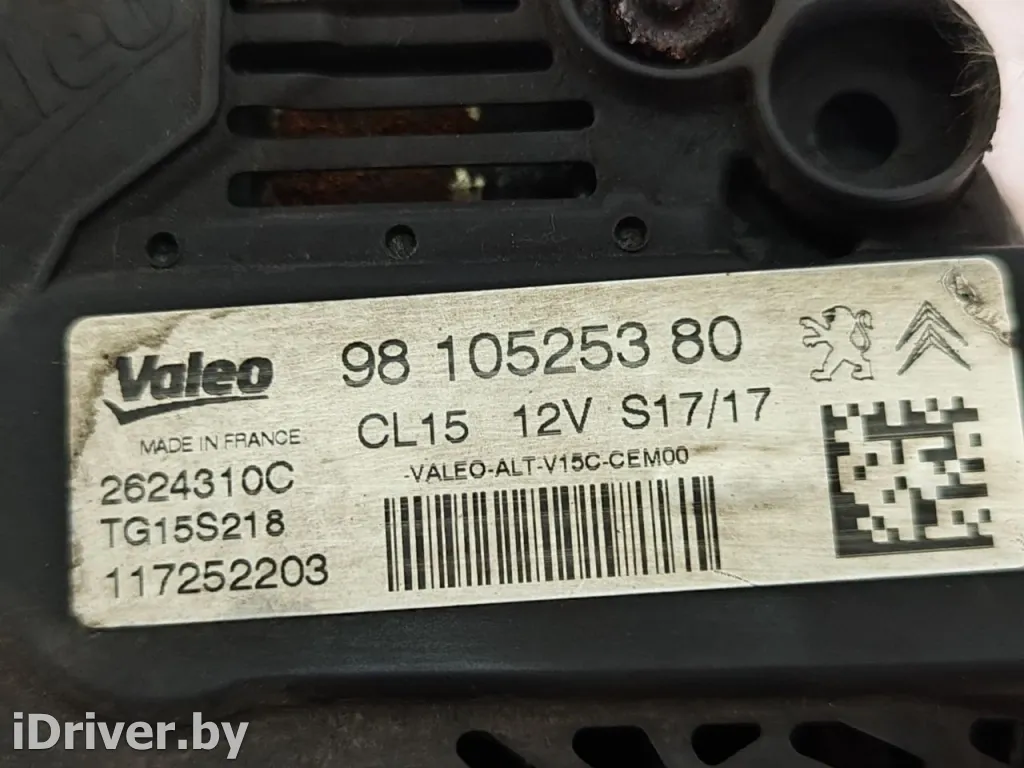 Valeo
98 105253 80
MADE IN FRANCE
CL15 12V S17/17
2624310C
-VALEO-ALT-V15C-CEM00
TG15S218
117252203
iDriver.by